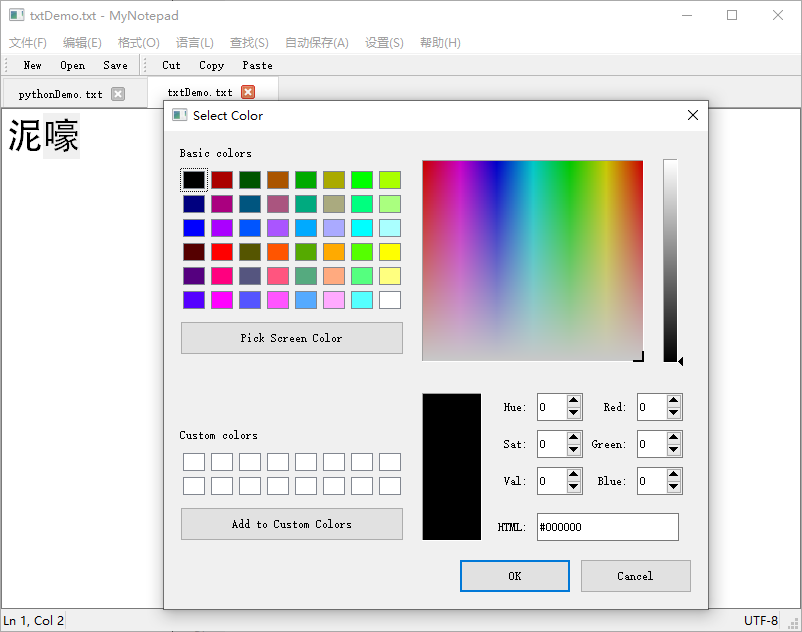 txtDemo.txt - MyNotepad
文件(F) 编辑(E) 格式(O) 语言(L) 查找(S) 自动保存(A) 设置(S) 帮助(H)
New Open Save Cut Copy Paste
pythonDemo.txt txtDemo.txt
泥嚎
Select Color
Basic colors
Pick Screen Color
Custom colors
Add to Custom Colors
Hue: 0 Red: 0
Sat: 0 Green: 0
Val: 0 Blue: 0
HTML: #000000
OK Cancel
Ln 1, Col 2 UTF-8